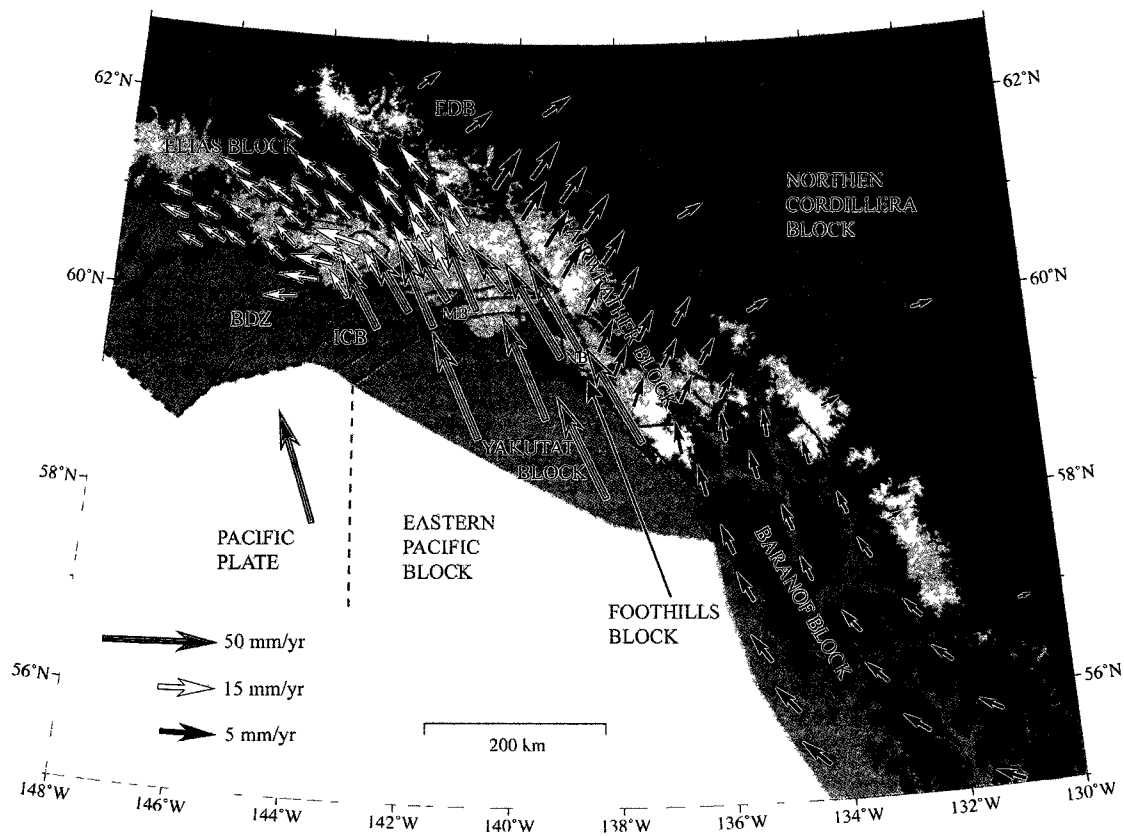 62°N
62°N
EDB
ELIAS BLOCK
NORTHEN
CORDILLERA
BLOCK
FAIRWEATHER BLOCK
60°N
60°N
MB
BDZ
ICB
NB
YAKUTAT
BLOCK
58°N
58°N
PACIFIC
PLATE
EASTERN
PACIFIC
BLOCK
BARANOF BLOCK
FOOTHILLS
BLOCK
50 mm/yr
56°N
56°N
15 mm/yr
5 mm/yr
200 km
148°W
146°W
144°W
142°W
140°W
138°W
136°W
134°W
132°W
130°W